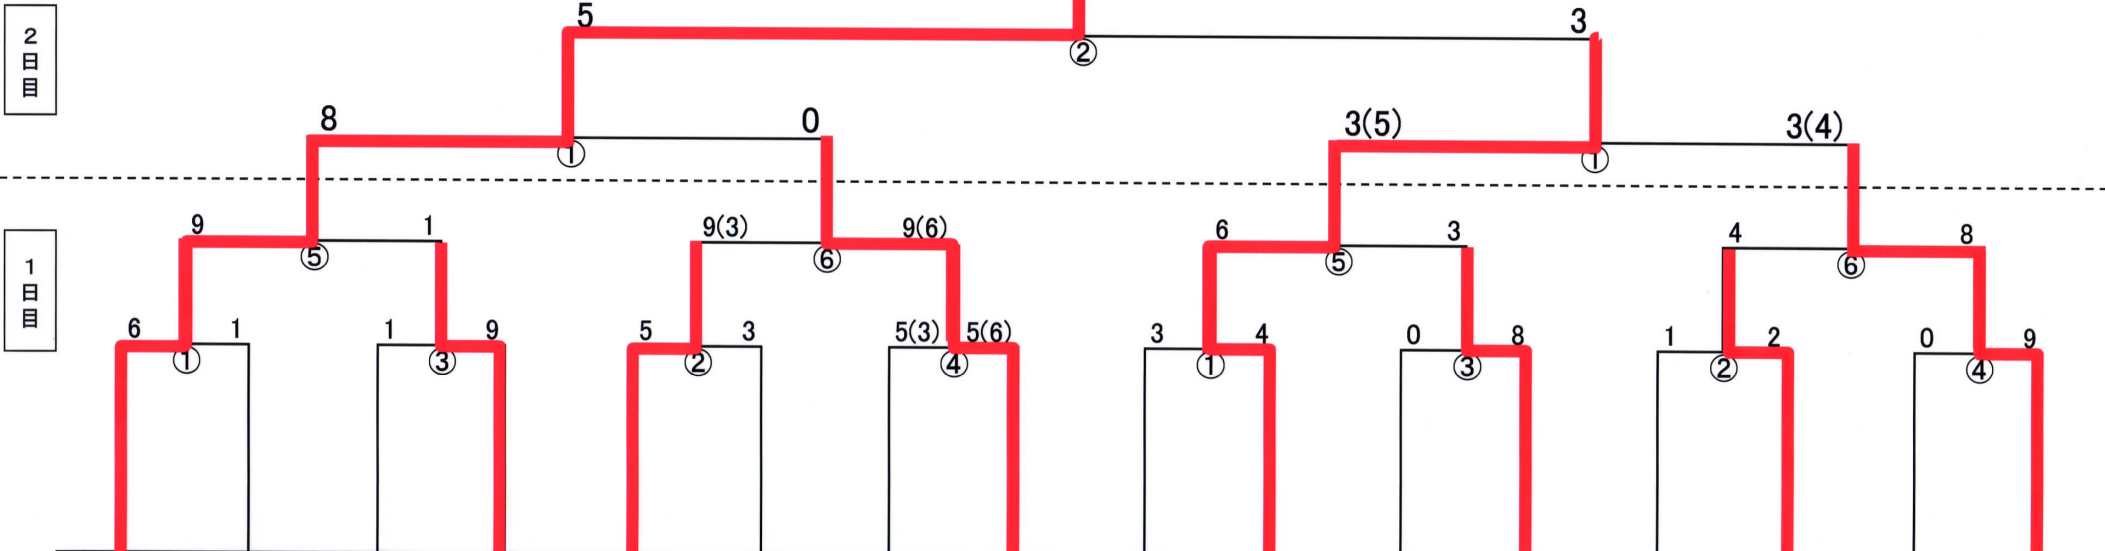 5 3
2日目
②
8 0 3(5) 3(4)
① ①
9 1 9(3) 9(6) 6 3 4 8
1日目
⑤ ⑥ ⑤ ⑥
6 1 1 9 5 3 5(3) 5(6) 3 4 0 8 1 2 0 9
① ③ ② ④ ① ③ ② ④